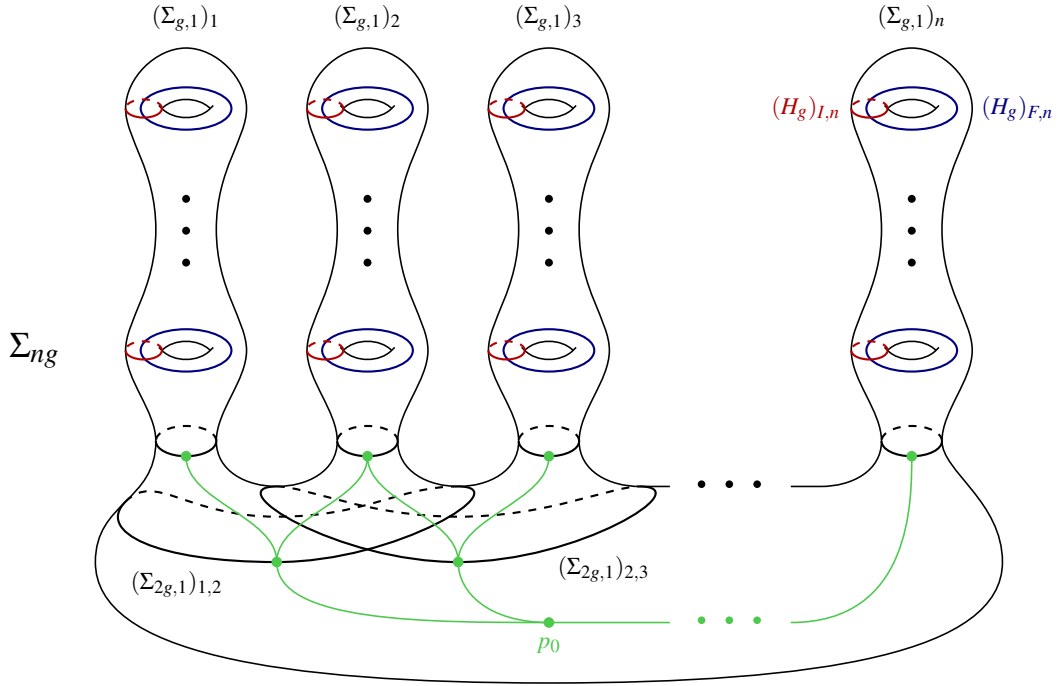 (Σ_{g,1})_1 (Σ_{g,1})_2 (Σ_{g,1})_3 (Σ_{g,1})_n
(H_g)_{I,n} (H_g)_{F,n}
Σ_{ng}
(Σ_{2g,1})_{1,2} (Σ_{2g,1})_{2,3}
p_0